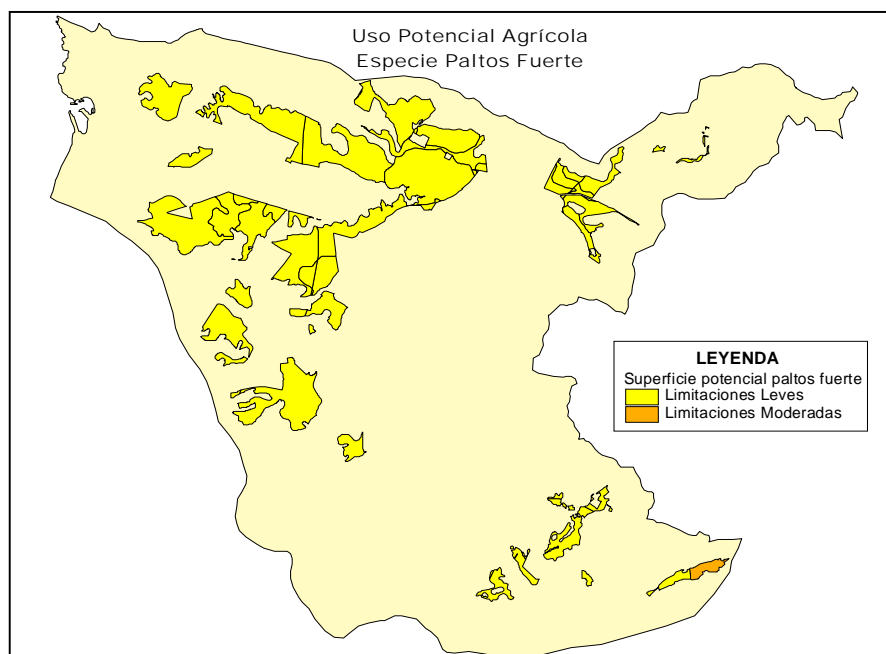 Uso Potencial Agrícola
Especie Paltos Fuerte
LEYENDA
Superficie potencial paltos fuerte
Limitaciones Leves
Limitaciones Moderadas